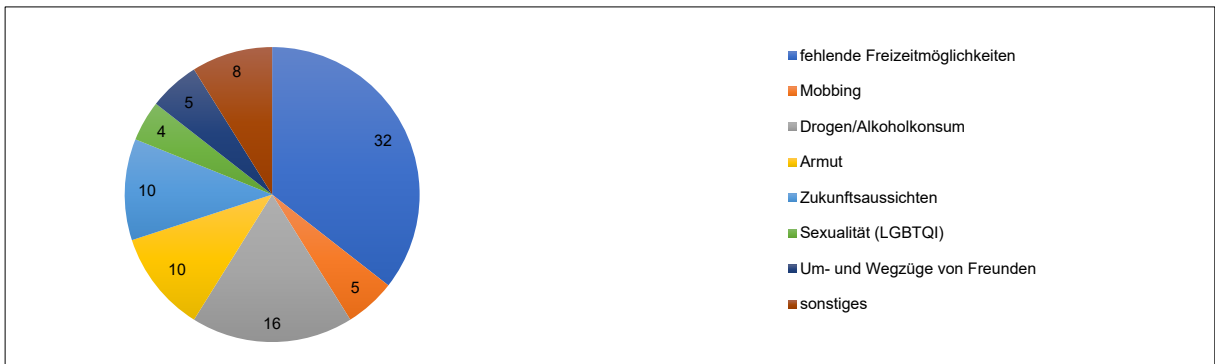 8
5
4
10
10
16
5
32
fehlende Freizeitmöglichkeiten
Mobbing
Drogen/Alkoholkonsum
Armut
Zukunftsaussichten
Sexualität (LGBTQI)
Um- und Wegzüge von Freunden
sonstiges